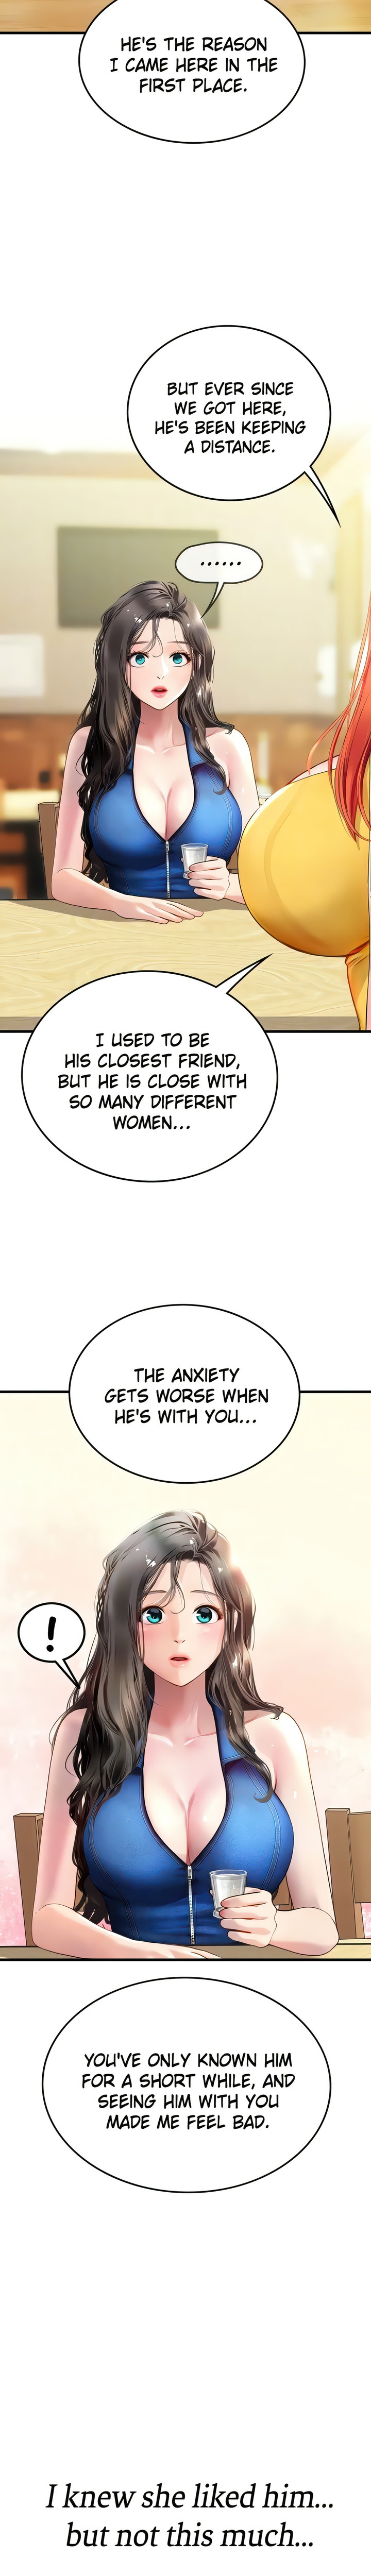 HE'S THE REASON
I CAME HERE IN THE
FIRST PLACE.
BUT EVER SINCE
WE GOT HERE,
HE'S BEEN KEEPING
A DISTANCE.
......
I USED TO BE
HIS CLOSEST FRIEND,
BUT HE IS CLOSE WITH
SO MANY DIFFERENT
WOMEN...
THE ANXIETY
GETS WORSE WHEN
HE'S WITH YOU...
!
YOU'VE ONLY KNOWN HIM
FOR A SHORT WHILE, AND
SEEING HIM WITH YOU
MADE ME FEEL BAD.
I knew she liked him...
but not this much...